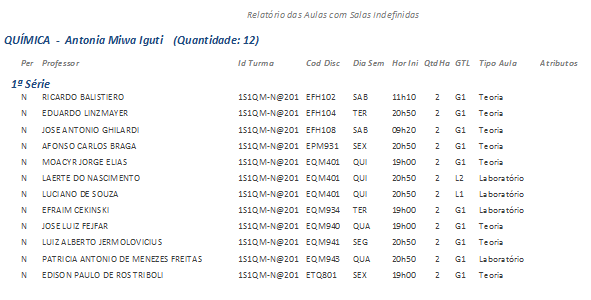 Relatório das Aulas com Salas Indefinidas
QUÍMICA - Antonia Miwa Iguti (Quantidade: 12)
Per Professor Id Turma Cod Disc Dia Sem Hor Ini Qtd Ha GTL Tipo Aula Atributos
1ª Série
N RICARDO BALISTIERO 1S1QM-N@201 EFH102 SAB 11h10 2 G1 Teoria
N EDUARDO LINZMAYER 1S1QM-N@201 EFH104 TER 20h50 2 G1 Teoria
N JOSE ANTONIO GHILARDI 1S1QM-N@201 EFH108 SAB 09h20 2 G1 Teoria
N AFONSO CARLOS BRAGA 1S1QM-N@201 EPM931 SEX 20h50 2 G1 Teoria
N MOACYR JORGE ELIAS 1S1QM-N@201 EQM401 QUI 19h00 2 G1 Teoria
N LAERTE DO NASCIMENTO 1S1QM-N@201 EQM401 QUI 20h50 2 L2 Laboratório
N LUCIANO DE SOUZA 1S1QM-N@201 EQM401 QUI 20h50 2 L1 Laboratório
N EFRAIM CEKINSKI 1S1QM-N@201 EQM934 TER 19h00 2 G1 Laboratório
N JOSE LUIZ FEJFAR 1S1QM-N@201 EQM940 QUA 19h00 2 G1 Teoria
N LUIZ ALBERTO JERMOLOVICIUS 1S1QM-N@201 EQM941 SEG 20h50 2 G1 Teoria
N PATRICIA ANTONIO DE MENEZES FREITAS 1S1QM-N@201 EQM943 QUA 20h50 2 G1 Laboratório
N EDISON PAULO DE ROS TRIBOLI 1S1QM-N@201 ETQ801 SEX 19h00 2 G1 Teoria